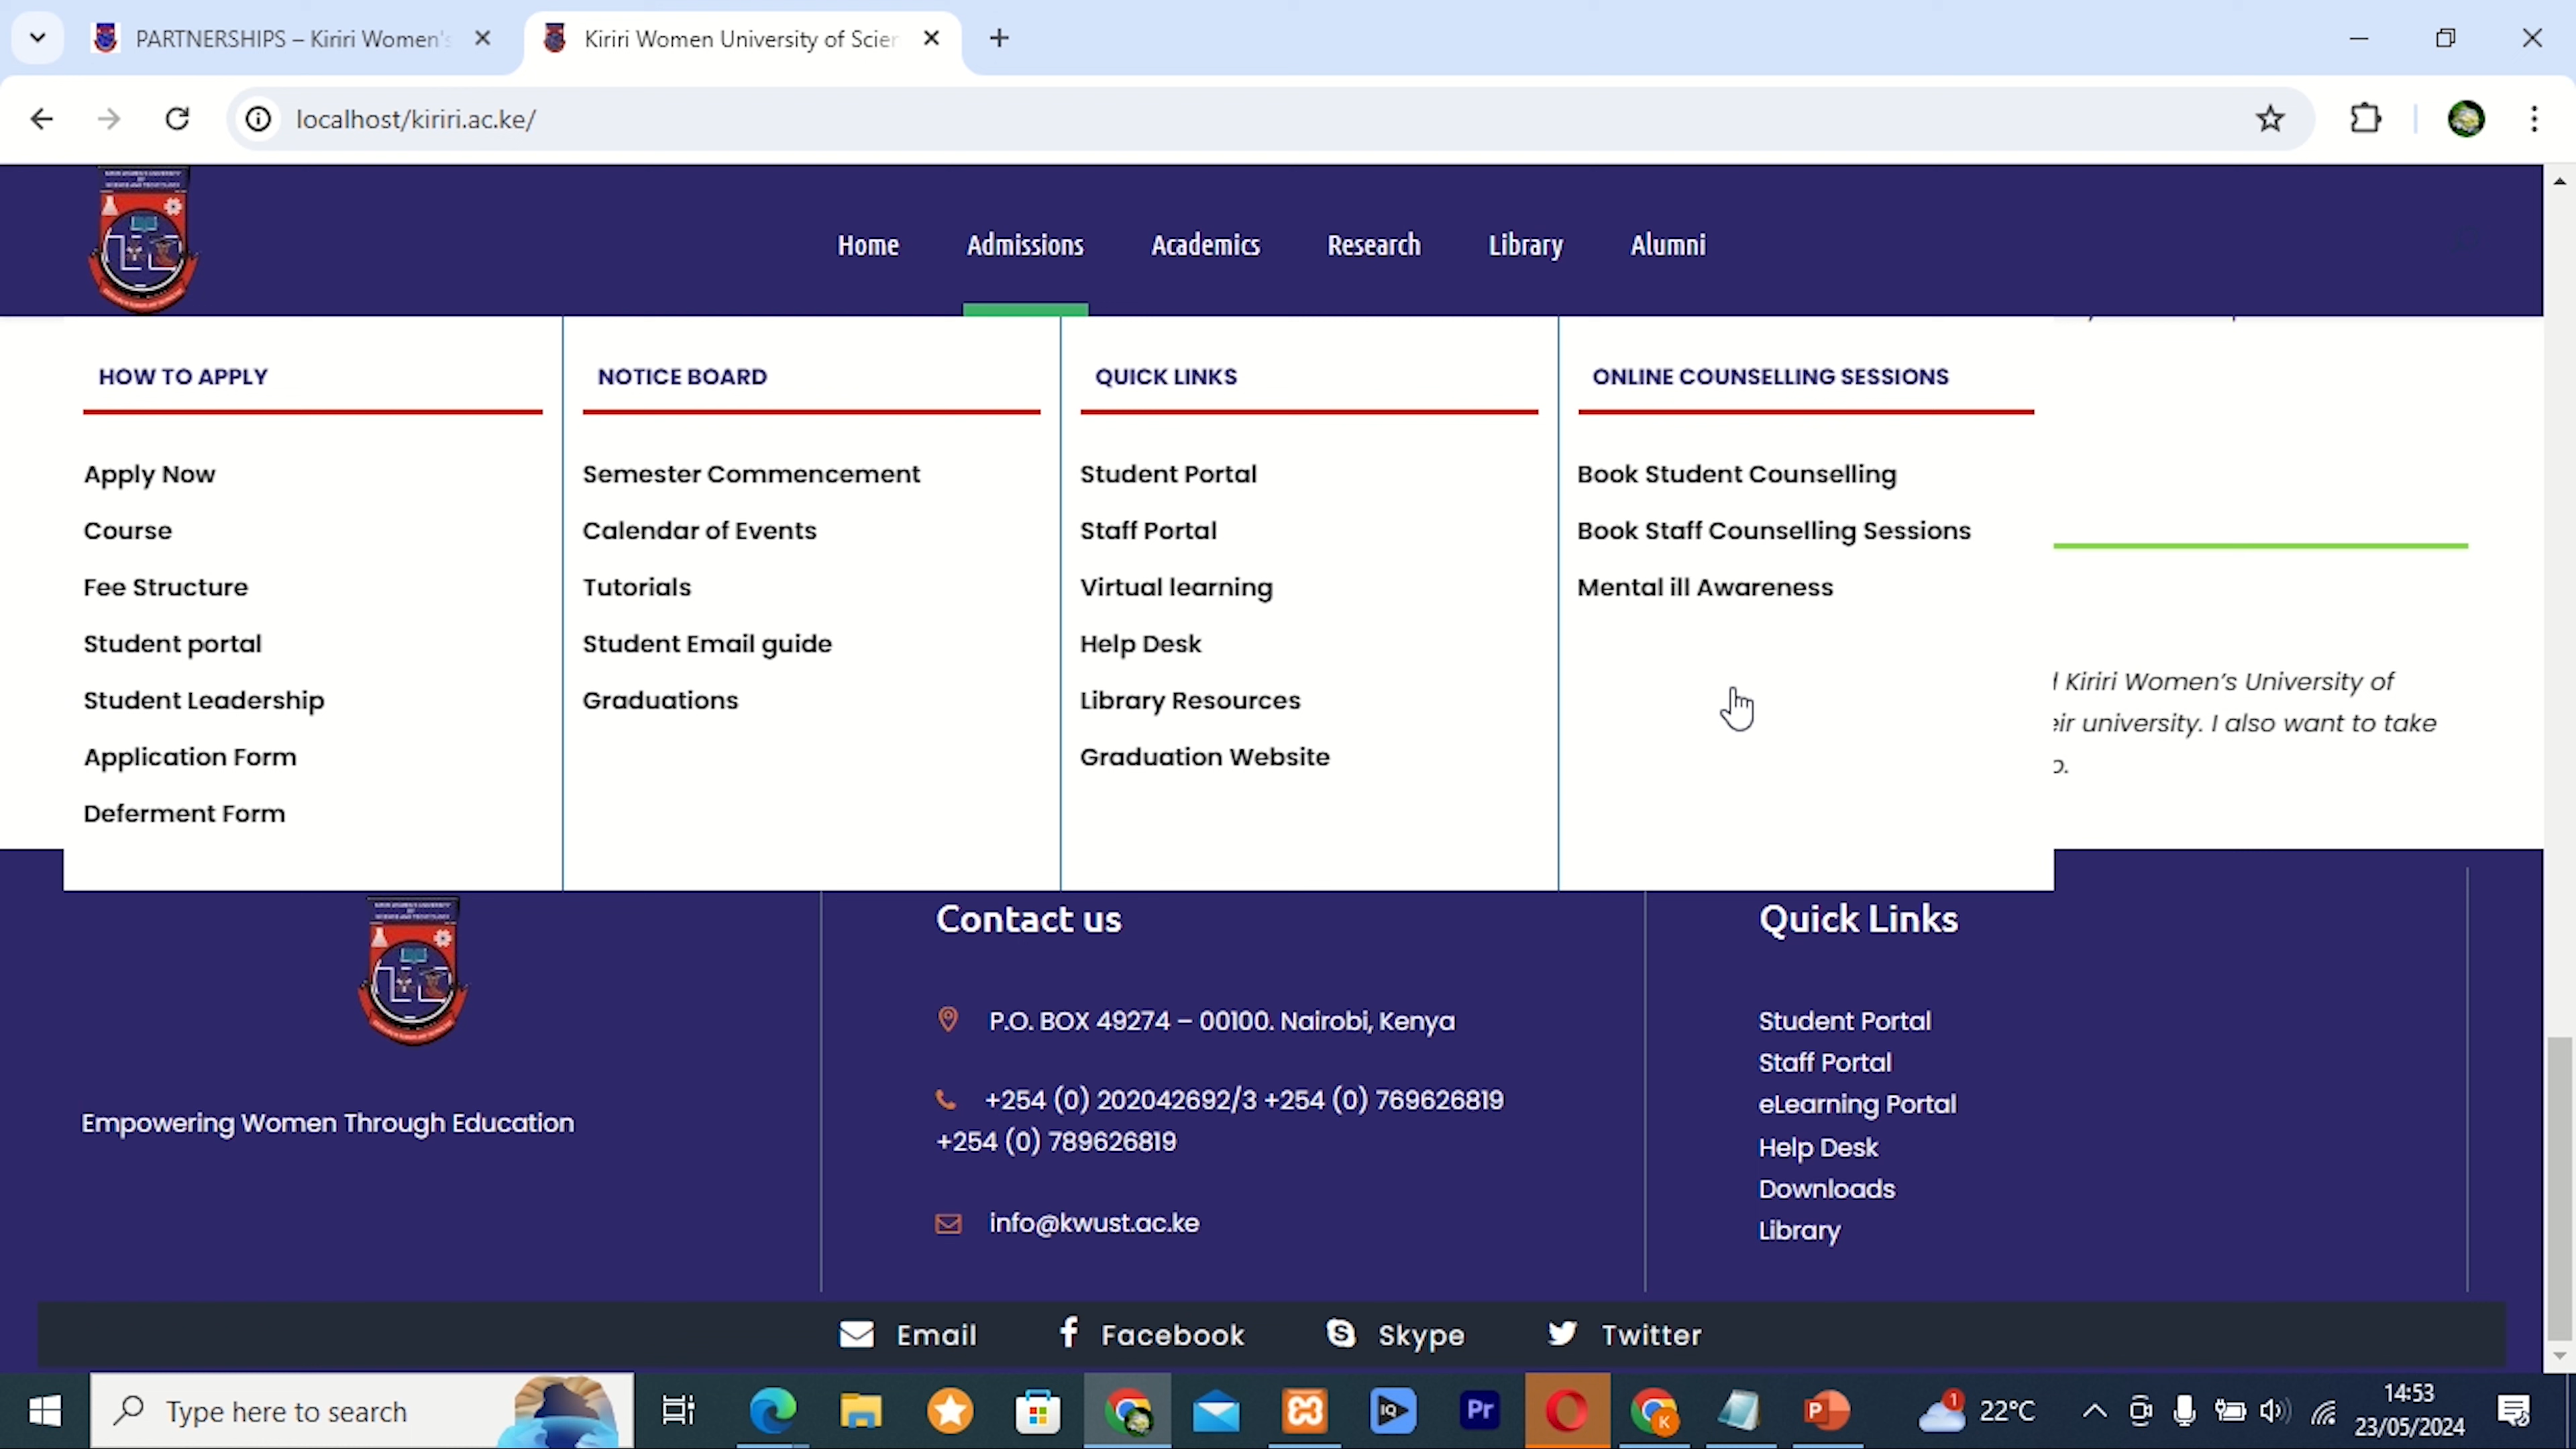 PARTNERSHIPS – Kiriri Women's
Kiriri Women University of Scien
localhost/kiriri.ac.ke/
Home Admissions Academics Research Library Alumni
HOW TO APPLY
Apply Now
Course
Fee Structure
Student portal
Student Leadership
Application Form
Deferment Form
NOTICE BOARD
Semester Commencement
Calendar of Events
Tutorials
Student Email guide
Graduations
QUICK LINKS
Student Portal
Staff Portal
Virtual learning
Help Desk
Library Resources
Graduation Website
ONLINE COUNSELLING SESSIONS
Book Student Counselling
Book Staff Counselling Sessions
Mental ill Awareness
Kiriri Women's University of
eir university. I also want to take
o.
Empowering Women Through Education
Contact us
P.O. BOX 49274 – 00100. Nairobi, Kenya
+254 (0) 202042692/3 +254 (0) 769626819
+254 (0) 789626819
info@kwust.ac.ke
Quick Links
Student Portal
Staff Portal
eLearning Portal
Help Desk
Downloads
Library
Email Facebook Skype Twitter
Type here to search
IQ
Pr
K
P
1
22°C
14:53
23/05/2024